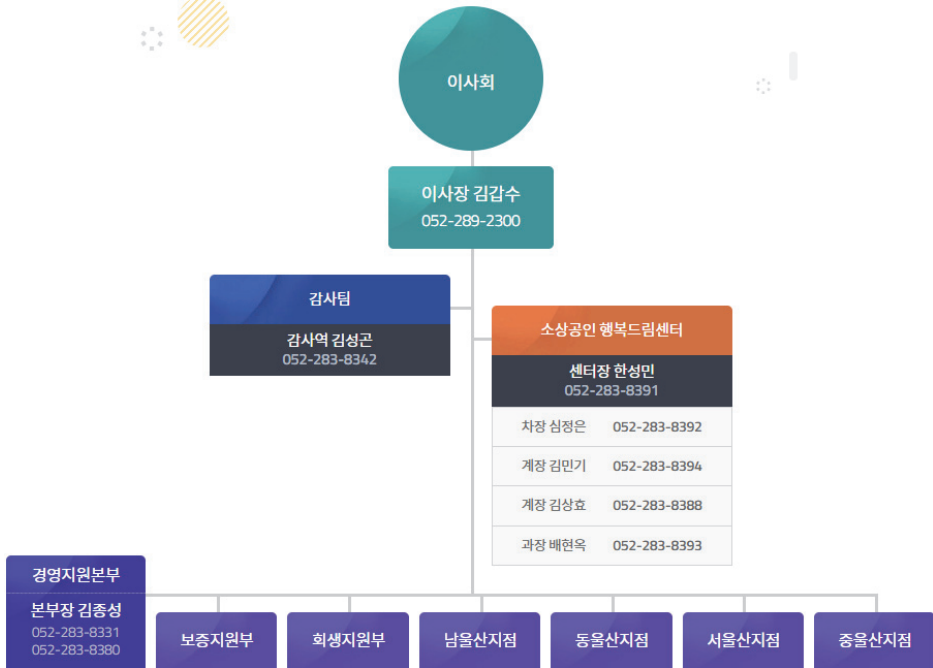 이사회
이사장 김갑수
052-289-2300
감사팀
감사역 김성곤
052-283-8342
소상공인 행복드림센터
센터장 한성민
052-283-8391
차장 심정은 052-283-8392
계장 김민기 052-283-8394
계장 김상효 052-283-8388
과장 배현옥 052-283-8393
경영지원본부
본부장 김종성
052-283-8331
052-283-8380
보증지원부
회생지원부
남울산지점
동울산지점
서울산지점
중울산지점